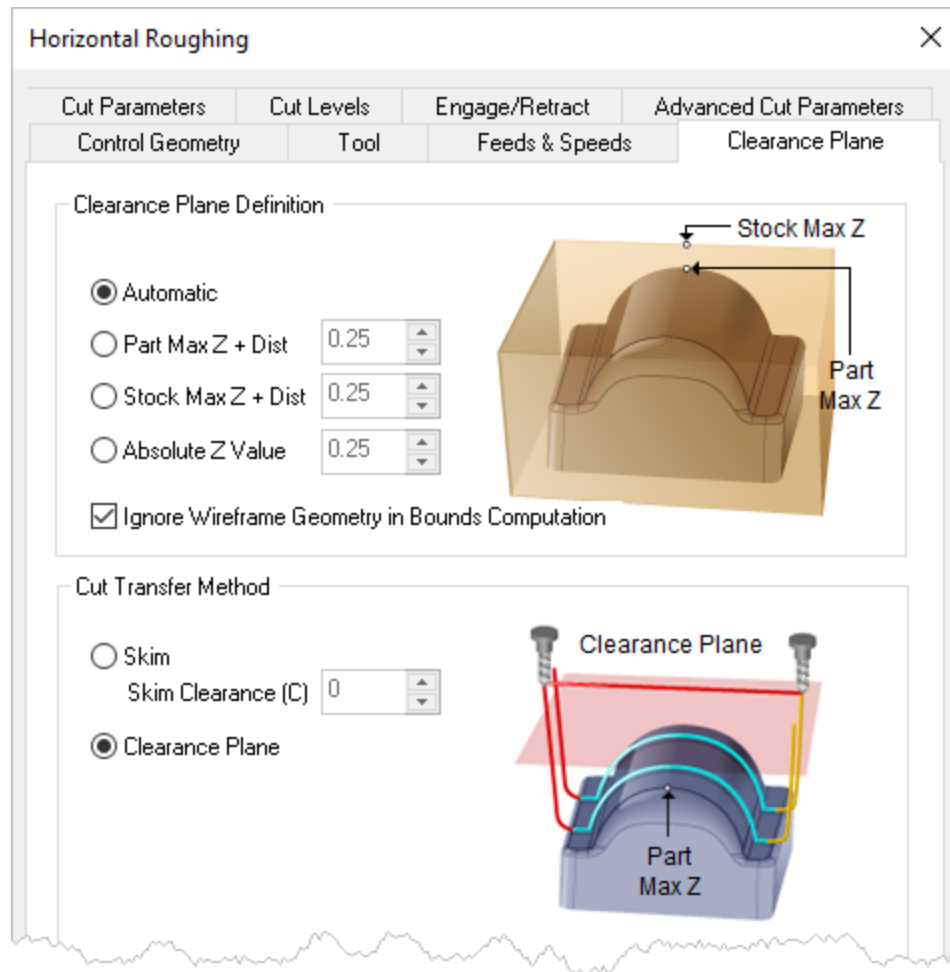 Horizontal Roughing
Cut Parameters Cut Levels Engage/Retract Advanced Cut Parameters
Control Geometry Tool Feeds & Speeds Clearance Plane
Clearance Plane Definition
Stock Max Z
Automatic
Part Max Z + Dist 0.25
Part
Max Z
Stock Max Z + Dist 0.25
Absolute Z Value 0.25
Ignore Wireframe Geometry in Bounds Computation
Cut Transfer Method
Skim
Skim Clearance (C) 0
Clearance Plane
Clearance Plane
Part
Max Z